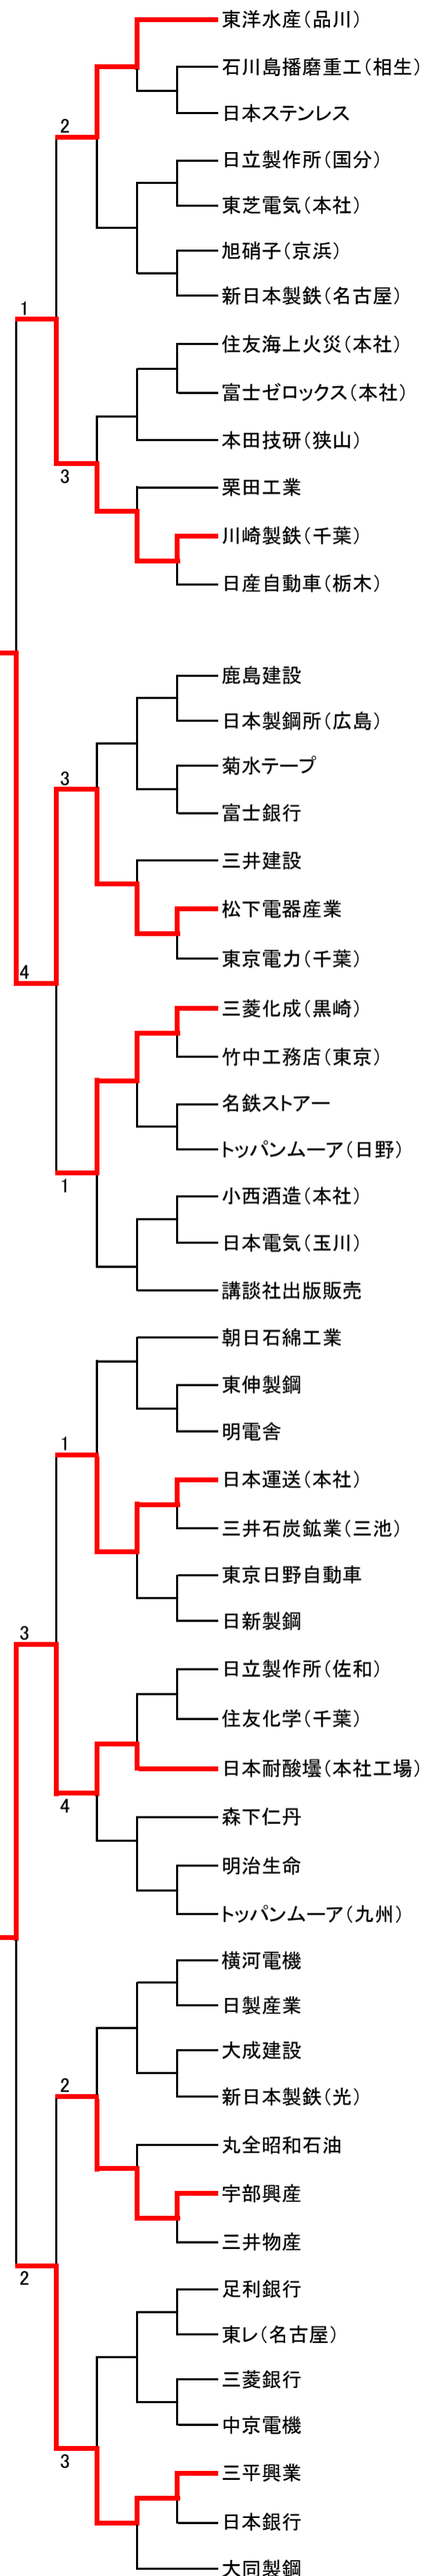 東洋水産（品川）
石川島播磨重工（相生）
日本ステンレス
2
日立製作所（国分）
東芝電気（本社）
旭硝子（京浜）
新日本製鉄（名古屋）
1
住友海上火災（本社）
富士ゼロックス（本社）
本田技研（狭山）
3
栗田工業
川崎製鉄（千葉）
日産自動車（栃木）
鹿島建設
日本製鋼所（広島）
3
菊水テープ
富士銀行
三井建設
松下電器産業
東京電力（千葉）
4
三菱化成（黒崎）
竹中工務店（東京）
名鉄ストアー
トッパンムーア（日野）
1
小西酒造（本社）
日本電気（玉川）
講談社出版販売
朝日石綿工業
東伸製鋼
明電舎
1
日本運送（本社）
三井石炭鉱業（三池）
東京日野自動車
日新製鋼
3
日立製作所（佐和）
住友化学（千葉）
日本耐酸壜（本社工場）
4
森下仁丹
明治生命
トッパンムーア（九州）
横河電機
日製産業
大成建設
2
新日本製鉄（光）
丸全昭和石油
宇部興産
三井物産
2
足利銀行
東レ（名古屋）
三菱銀行
中京電機
3
三平興業
日本銀行
大同製鋼